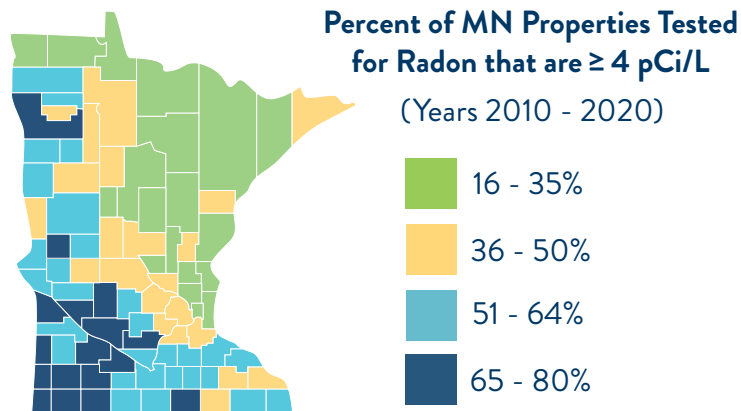 Percent of MN Properties Tested
for Radon that are ≥ 4 pCi/L
(Years 2010 - 2020)
16 - 35%
36 - 50%
51 - 64%
65 - 80%